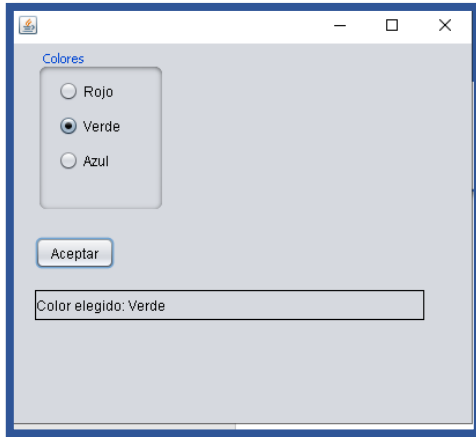 Colores
Rojo
Verde
Azul
Aceptar
Color elegido: Verde